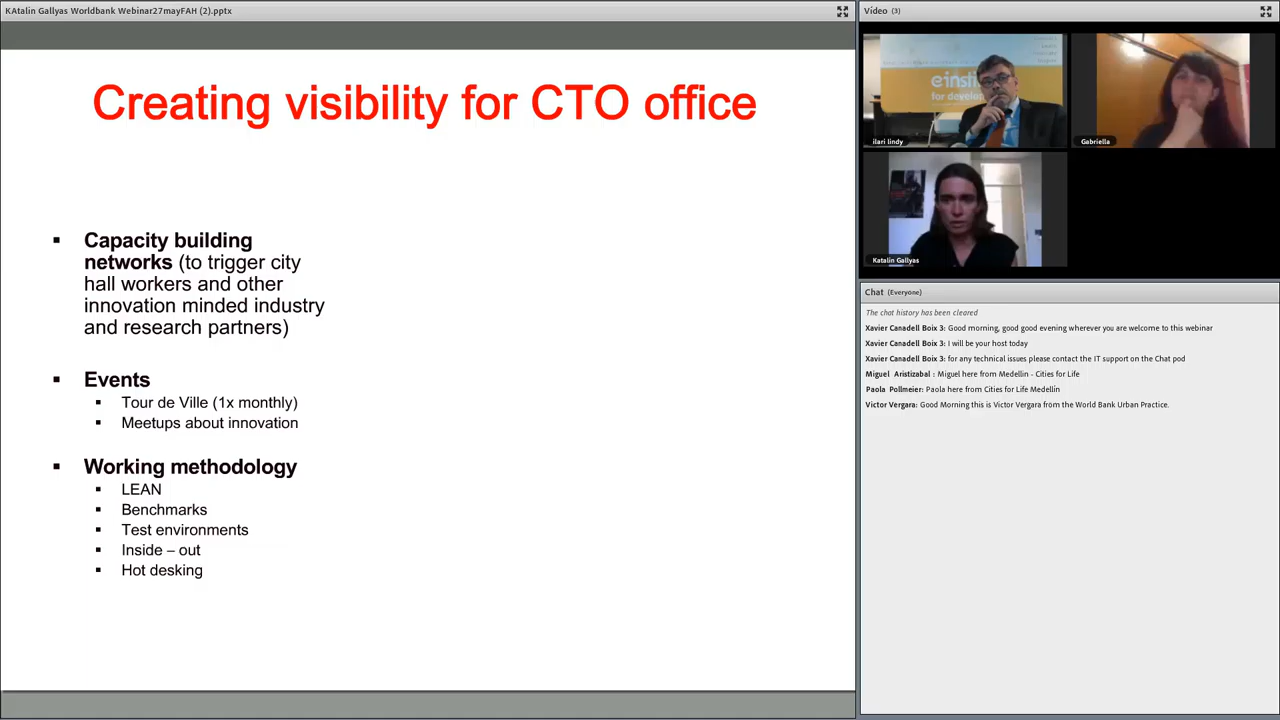 KAtalin Gallyas Worldbank Webinar27mayFAH (2).pptx
Creating visibility for CTO office
▪ Capacity building
networks (to trigger city
hall workers and other
innovation minded industry
and research partners)
▪ Events
▪ Tour de Ville (1x monthly)
▪ Meetups about innovation
▪ Working methodology
▪ LEAN
▪ Benchmarks
▪ Test environments
▪ Inside – out
▪ Hot desking
Vídeo (3)
for develo
ilari lindy
Gabriella
Katalin Gallyas
Chat (Everyone)
The chat history has been cleared
Xavier Canadell Boix 3: Good morning, good good evening wherever you are welcome to this webinar
Xavier Canadell Boix 3: I will be your host today
Xavier Canadell Boix 3: for any technical issues please contact the IT support on the Chat pod
Miguel Aristizabal : Miguel here from Medellin - Cities for Life
Paola Pollmeier: Paola here from Cities for Life Medellín
Victor Vergara: Good Morning this is Victor Vergara from the World Bank Urban Practice.